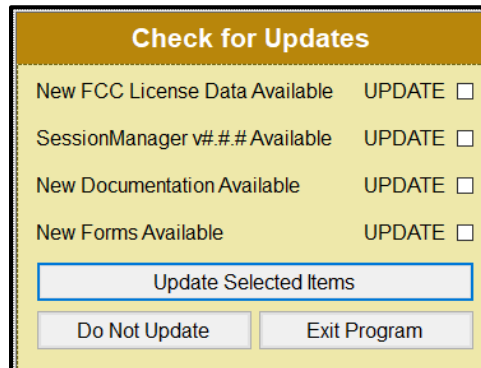 Check for Updates
New FCC License Data Available UPDATE
SessionManager v#.#.# Available UPDATE
New Documentation Available UPDATE
New Forms Available UPDATE
Update Selected Items
Do Not Update Exit Program